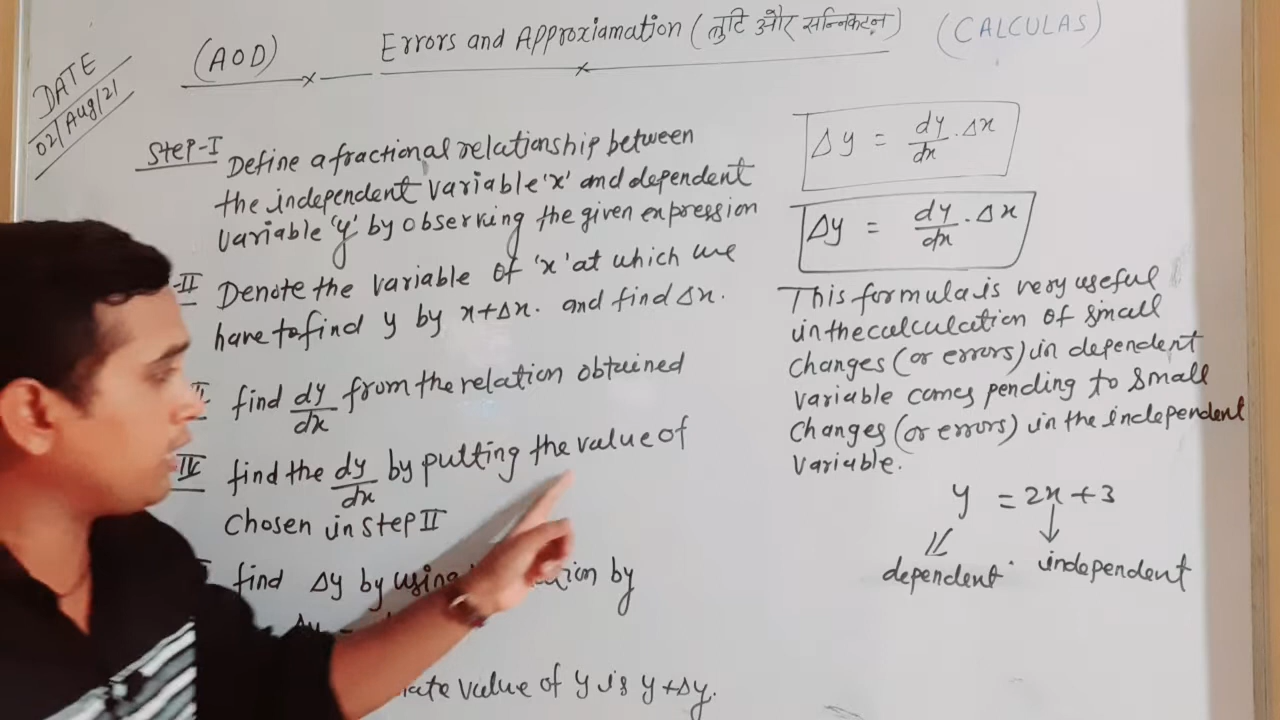 DATE
02/Aug/21
(AOD)
Errors and Approxiamation (त्रुटि और सन्निकटन) (CALCULAS)
Step-I Define a fractional relationship between
the independent variable 'x' and dependent
variable 'y' by observing the given expression
-II Denote the variable of 'x' at which we
have to find y by x+Δx. and find Δx.
find dy/dx from the relation obtained
IV find the dy/dx by putting the value of
Chosen in Step II
find Δy by using by
value of y is y+Δy.
Δy = dy/dx . Δx
Δy = dy/dx . Δx
This formula is very useful
in the calculation of small
changes (or errors) in dependent
variable comes pending to small
changes (or errors) in the independent
variable.
y = 2x + 3
dependent independent